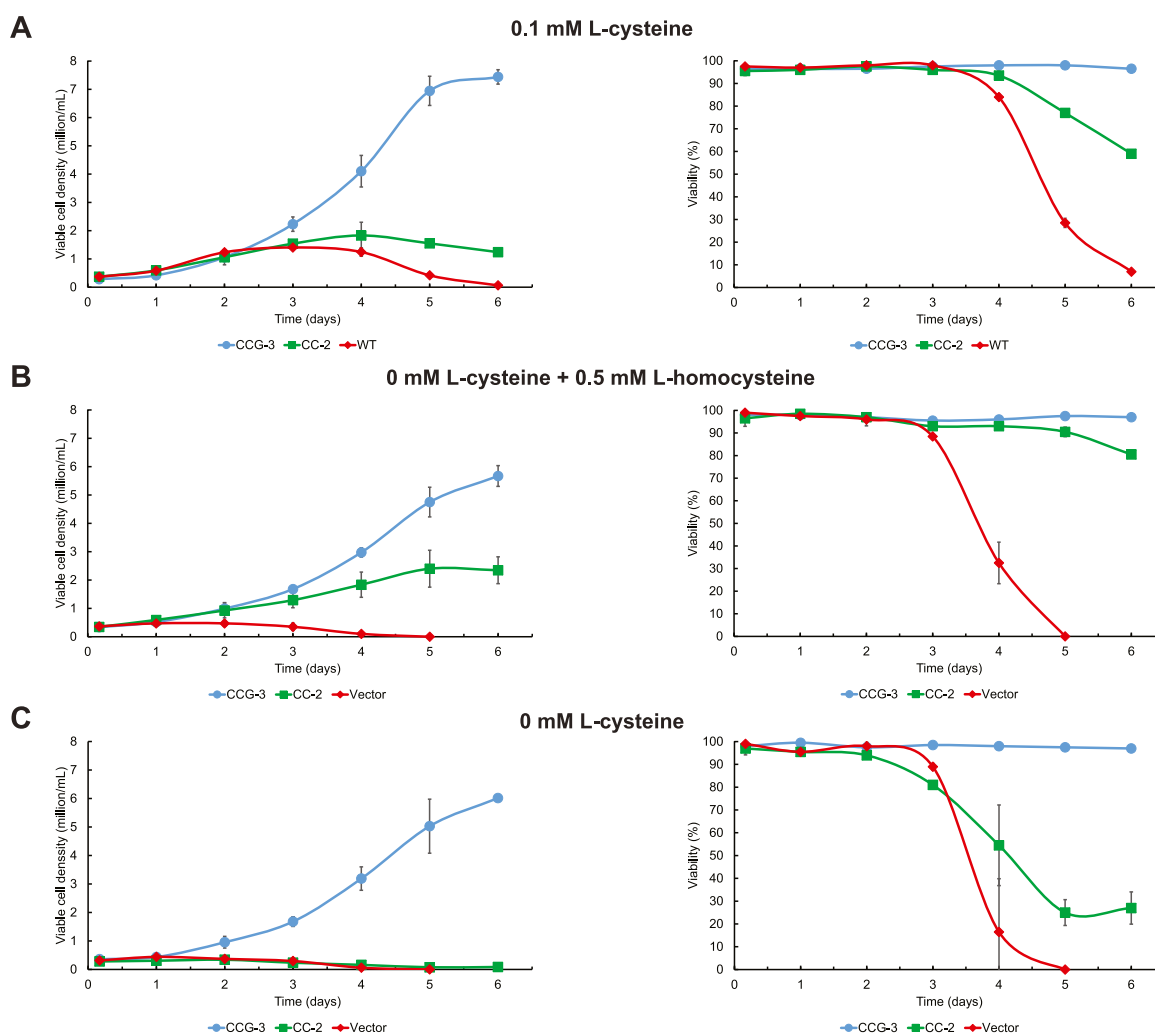 A
0.1 mM L-cysteine
Viable cell density (million/mL)
8
7
6
5
4
3
2
1
0
0 1 2 3 4 5 6
Time (days)
CCG-3 CC-2 WT
Viability (%)
100
90
80
70
60
50
40
30
20
10
0
0 1 2 3 4 5 6
Time (days)
CCG-3 CC-2 WT
B
0 mM L-cysteine + 0.5 mM L-homocysteine
Viable cell density (million/mL)
8
7
6
5
4
3
2
1
0
0 1 2 3 4 5 6
Time (days)
CCG-3 CC-2 Vector
Viability (%)
100
90
80
70
60
50
40
30
20
10
0
0 1 2 3 4 5 6
Time (days)
CCG-3 CC-2 Vector
C
0 mM L-cysteine
Viable cell denssity (million/mL)
8
7
6
5
4
3
2
1
0
0 1 2 3 4 5 6
Time (days)
CCG-3 CC-2 Vector
Viability (%)
100
90
80
70
60
50
40
30
20
10
0
0 1 2 3 4 5 6
Time (days)
CCG-3 CC-2 Vector